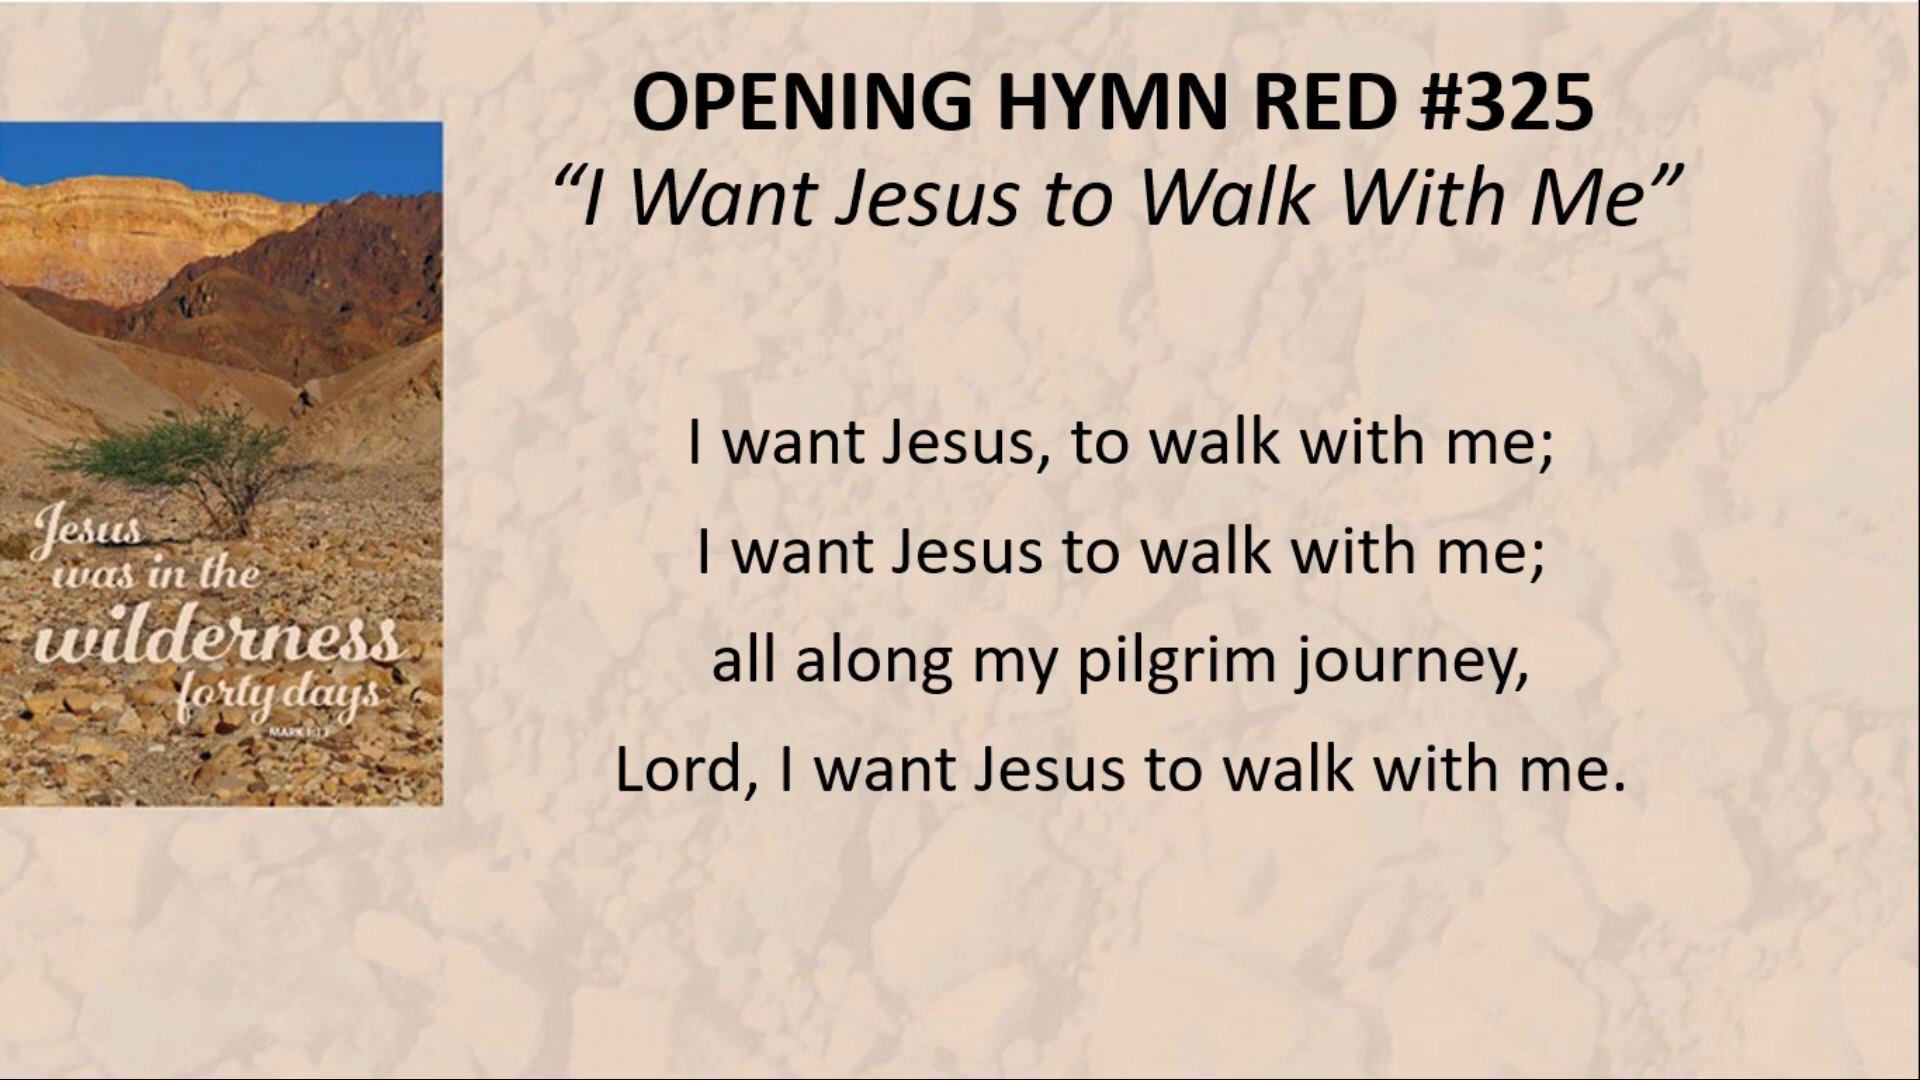 OPENING HYMN RED #325
“I Want Jesus to Walk With Me”
I want Jesus, to walk with me;
I want Jesus to walk with me;
all along my pilgrim journey,
Lord, I want Jesus to walk with me.
Jesus
was in the
wilderness
forty days
MARK